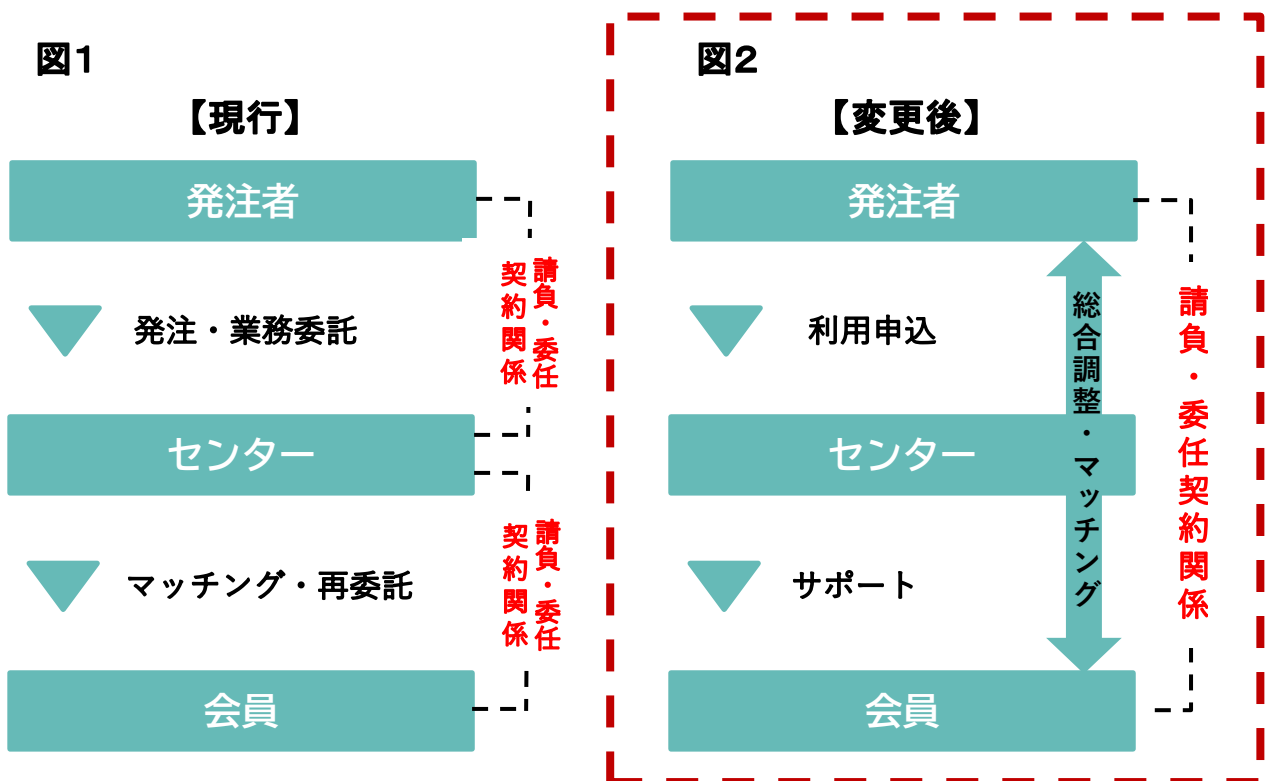 図1
【現行】
発注者
発注・業務委託
請負・委任
契約関係
センター
マッチング・再委託
請負・委任
契約関係
会員
図2
【変更後】
発注者
利用申込
総合調整・マッチング
請負・委任契約関係
センター
サポート
会員